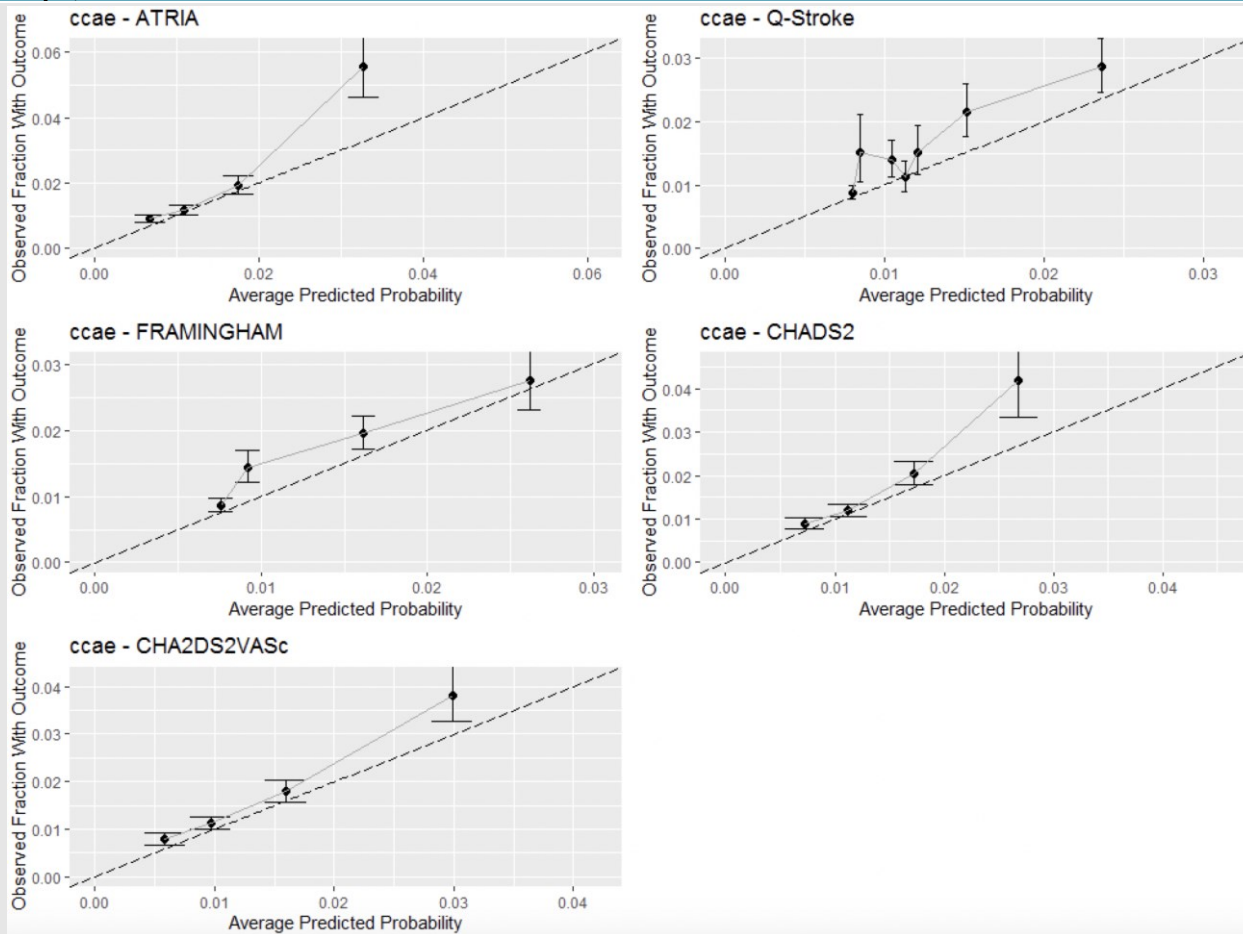 ccae - ATRIA
Observed Fraction With Outcome
0.06
0.04
0.02
0.00
0.00 0.02 0.04 0.06
Average Predicted Probability
ccae - Q-Stroke
Observed Fraction With Outcome
0.03
0.02
0.01
0.00
0.00 0.01 0.02 0.03
Average Predicted Probability
ccae - FRAMINGHAM
Observed Fraction With Outcome
0.03
0.02
0.01
0.00
0.00 0.01 0.02 0.03
Average Predicted Probability
ccae - CHADS2
Observed Fraction With Outcome
0.04
0.03
0.02
0.01
0.00
0.00 0.01 0.02 0.03 0.04
Average Predicted Probability
ccae - CHA2DS2VASc
Observed Fraction With Outcome
0.04
0.03
0.02
0.01
0.00
0.00 0.01 0.02 0.03 0.04
Average Predicted Probability